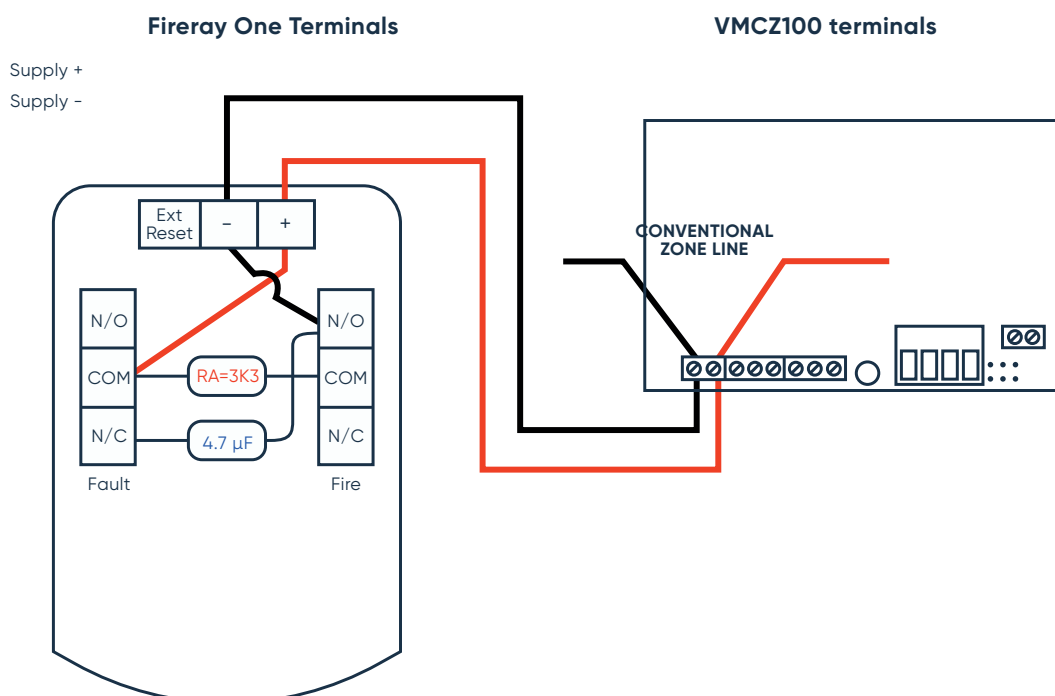 Fireray One Terminals
VMCZ100 terminals
Supply +
Supply -
Ext
Reset
-
+
CONVENTIONAL
ZONE LINE
N/O
N/O
COM
RA=3K3
COM
N/C
4.7 µF
N/C
Fault
Fire